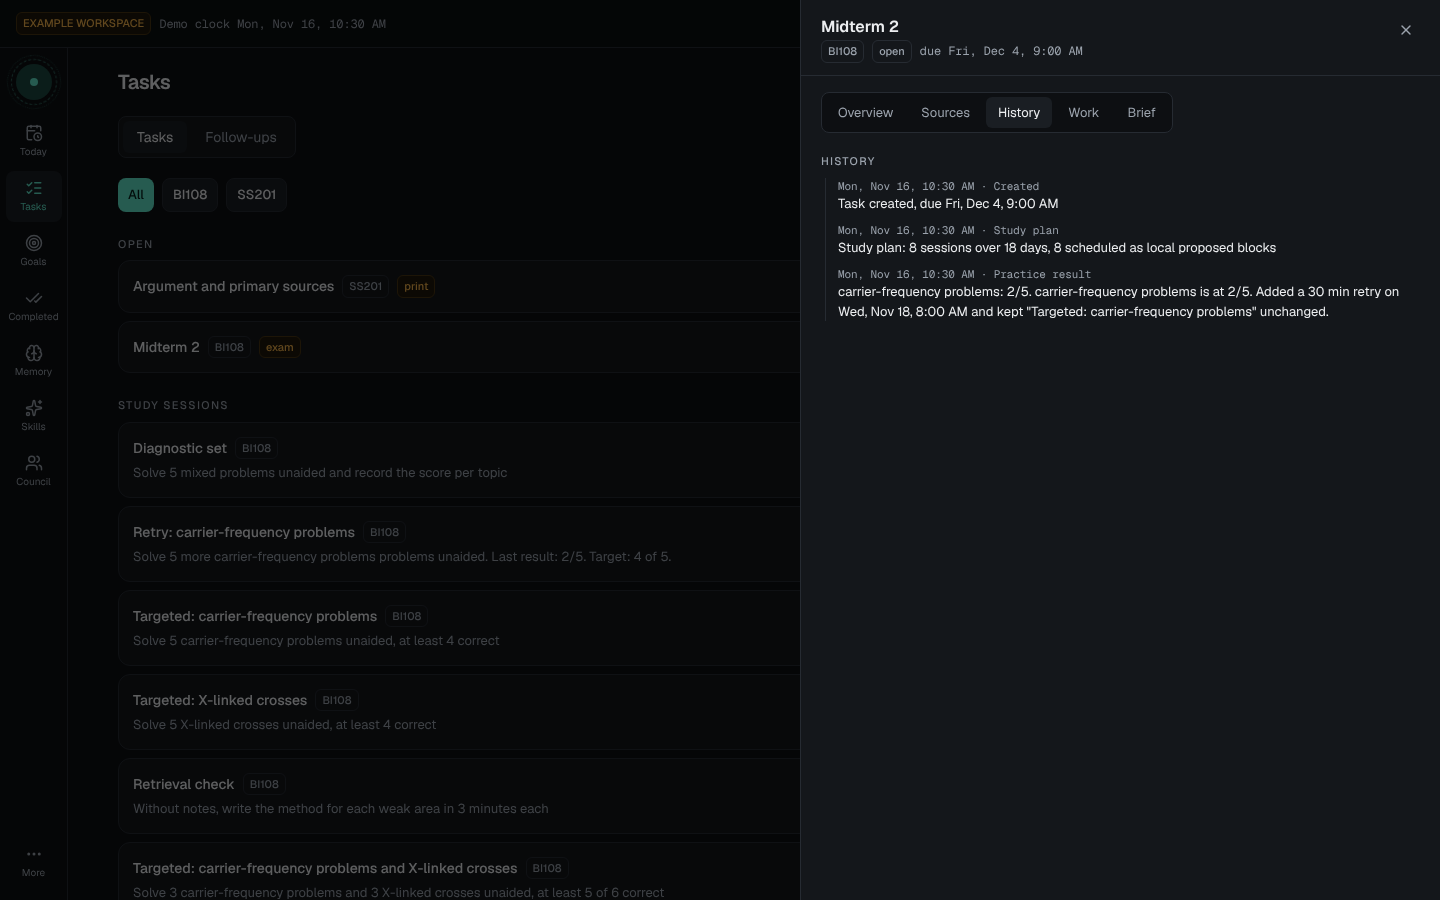 EXAMPLE WORKSPACE Demo clock Mon, Nov 16, 10:30 AM
Today
Tasks
Goals
Completed
Memory
Skills
Council
More
Tasks
Tasks Follow-ups
All BI108 SS201
OPEN
Argument and primary sources SS201 print
Midterm 2 BI108 exam
STUDY SESSIONS
Diagnostic set BI108
Solve 5 mixed problems unaided and record the score per topic
Retry: carrier-frequency problems BI108
Solve 5 more carrier-frequency problems problems unaided. Last result: 2/5. Target: 4 of 5.
Targeted: carrier-frequency problems BI108
Solve 5 carrier-frequency problems unaided, at least 4 correct
Targeted: X-linked crosses BI108
Solve 5 X-linked crosses unaided, at least 4 correct
Retrieval check BI108
Without notes, write the method for each weak area in 3 minutes each
Targeted: carrier-frequency problems and X-linked crosses BI108
Solve 3 carrier-frequency problems and 3 X-linked crosses unaided, at least 5 of 6 correct
Midterm 2
BI108 open due Fri, Dec 4, 9:00 AM
Overview Sources History Work Brief
HISTORY
Mon, Nov 16, 10:30 AM · Created
Task created, due Fri, Dec 4, 9:00 AM
Mon, Nov 16, 10:30 AM · Study plan
Study plan: 8 sessions over 18 days, 8 scheduled as local proposed blocks
Mon, Nov 16, 10:30 AM · Practice result
carrier-frequency problems: 2/5. carrier-frequency problems is at 2/5. Added a 30 min retry on
Wed, Nov 18, 8:00 AM and kept "Targeted: carrier-frequency problems" unchanged.